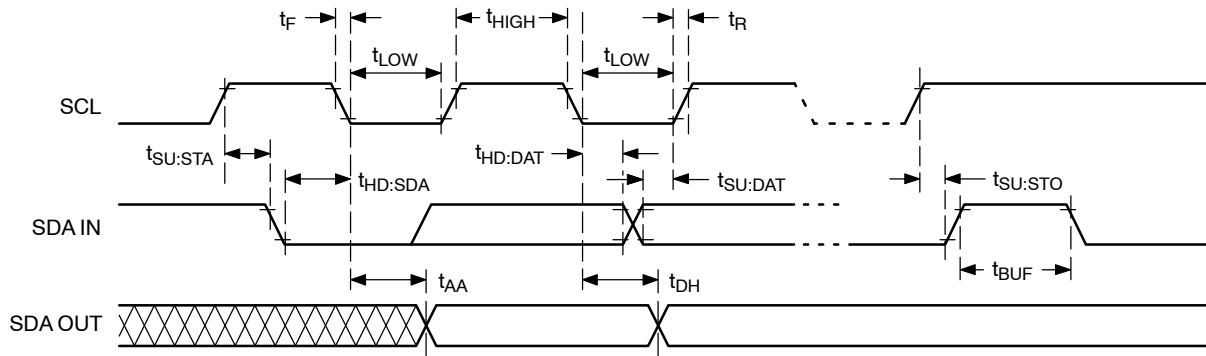 tF
tHIGH
tR
tLOW
tLOW
SCL
tSU:STA
tHD:DAT
tHD:SDA
tSU:DAT
tSU:STO
SDA IN
tBUF
tAA
tDH
SDA OUT